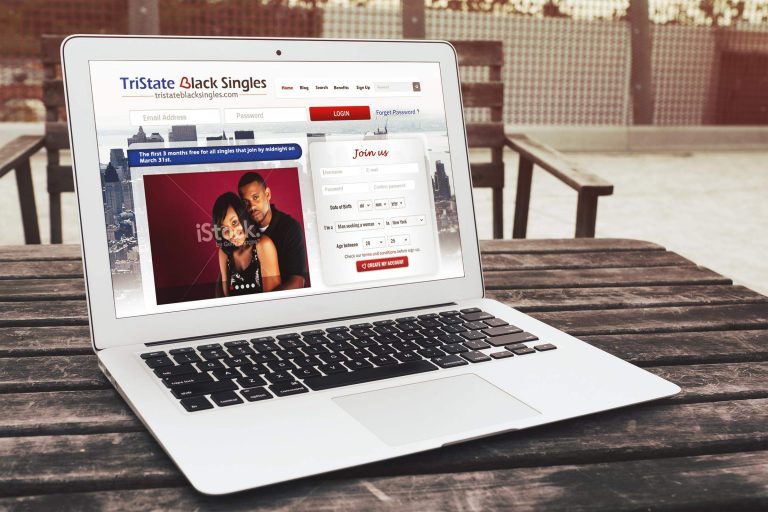 TriState Black Singles
tristateblacksingles.com
Home Blog Search Benefits Sign Up
Email Address Password LOGIN Forget Password ?
The first 3 months free for all singles that join by midnight on
March 31st.
iStock
Join us
Username E-mail
Password Confirm password
Date of Birth
I'm a Man seeking a woman in New York
Age between
Check our terms and conditions before sign up.
CREATE MY ACCOUNT